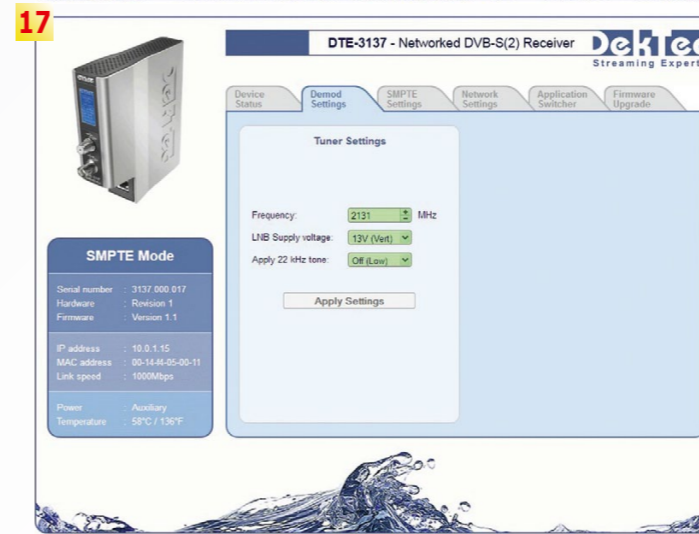 17
DTE-3137 - Networked DVB-S(2) Receiver
DekTec
Streaming Expert
Device Status
Demod Settings
SMPTE Settings
Network Settings
Application Switcher
Firmware Upgrade
Tuner Settings
Frequency: 2131 MHz
LNB Supply voltage: 13V (Vert)
Apply 22 kHz tone: Off (Low)
Apply Settings
SMPTE Mode
Serial number : 3137.000.017
Hardware : Revision 1
Firmware : Version 1.1
IP address : 10.0.1.15
MAC address : 00-14-f4-05-00-11
Link speed : 1000Mbps
Power : Auxiliary
Temperature : 58°C / 136°F